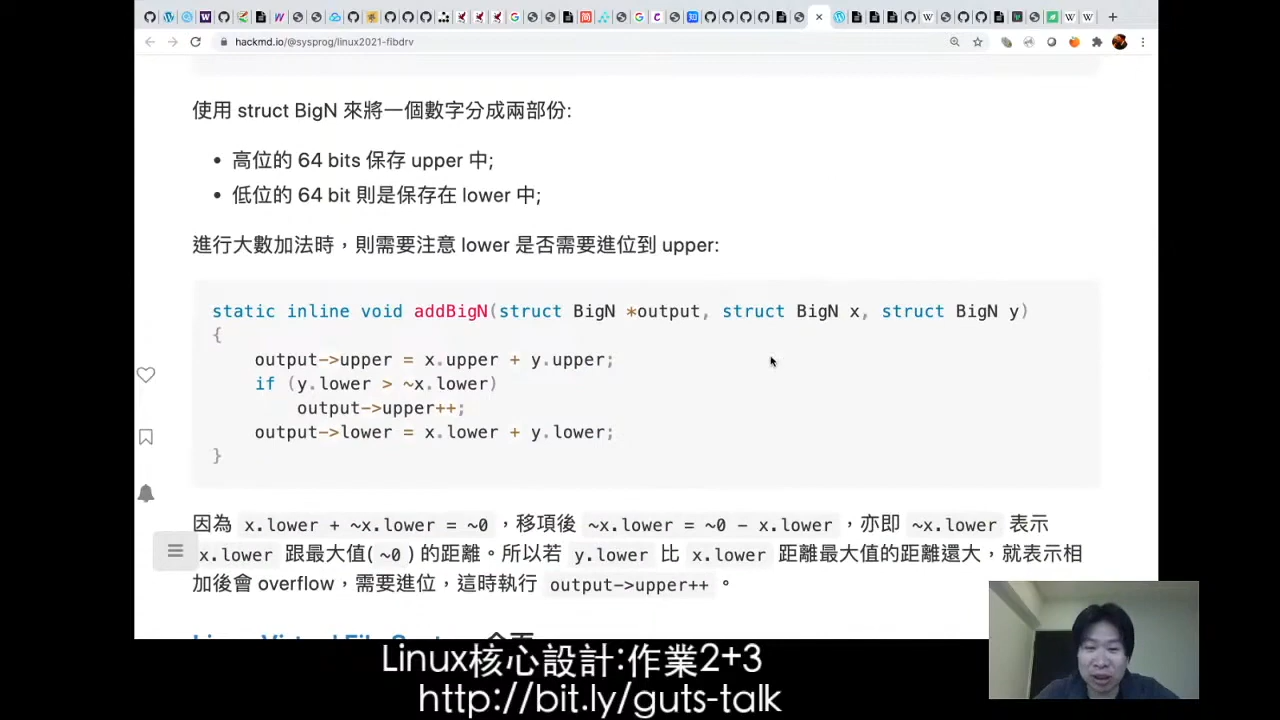 hackmd.io/@sysprog/linux2021-fibdrv
使用 struct BigN 來將一個數字分成兩部份:
• 高位的 64 bits 保存 upper 中;
• 低位的 64 bit 則是保存在 lower 中;
進行大數加法時，則需要注意 lower 是否需要進位到 upper:
static inline void addBigN(struct BigN *output, struct BigN x, struct BigN y)
{
output->upper = x.upper + y.upper;
if (y.lower > ~x.lower)
output->upper++;
output->lower = x.lower + y.lower;
}
因為 x.lower + ~x.lower = ~0 ，移項後 ~x.lower = ~0 - x.lower ，亦即 ~x.lower 表示
x.lower 跟最大值( ~0 ) 的距離。所以若 y.lower 比 x.lower 距離最大值的距離還大，就表示相
加後會 overflow，需要進位，這時執行 output->upper++ 。
Linux核心設計:作業2+3
http://bit.ly/guts-talk